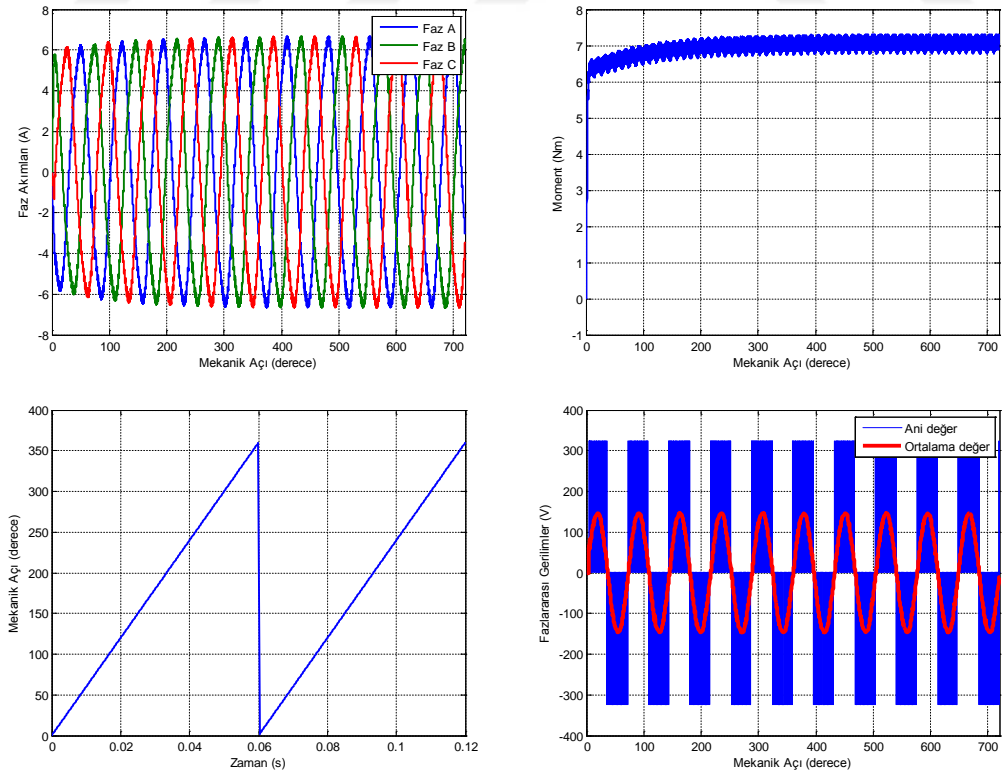 8
6
4
2
0
-2
-4
-6
-8
Faz Akımları (A)
Faz A
Faz B
Faz C
0 100 200 300 400 500 600 700
Mekanik Açı (derece)
8
7
6
5
4
3
2
1
0
-1
Moment (Nm)
0 100 200 300 400 500 600 700
Mekanik Açı (derece)
400
350
300
250
200
150
100
50
0
Mekanik Açı (derece)
0 0.02 0.04 0.06 0.08 0.1 0.12
Zaman (s)
400
300
200
100
0
-100
-200
-300
-400
Fazlararası Gerilimler (V)
Ani değer
Ortalama değer
0 100 200 300 400 500 600 700
Mekanik Açı (derece)